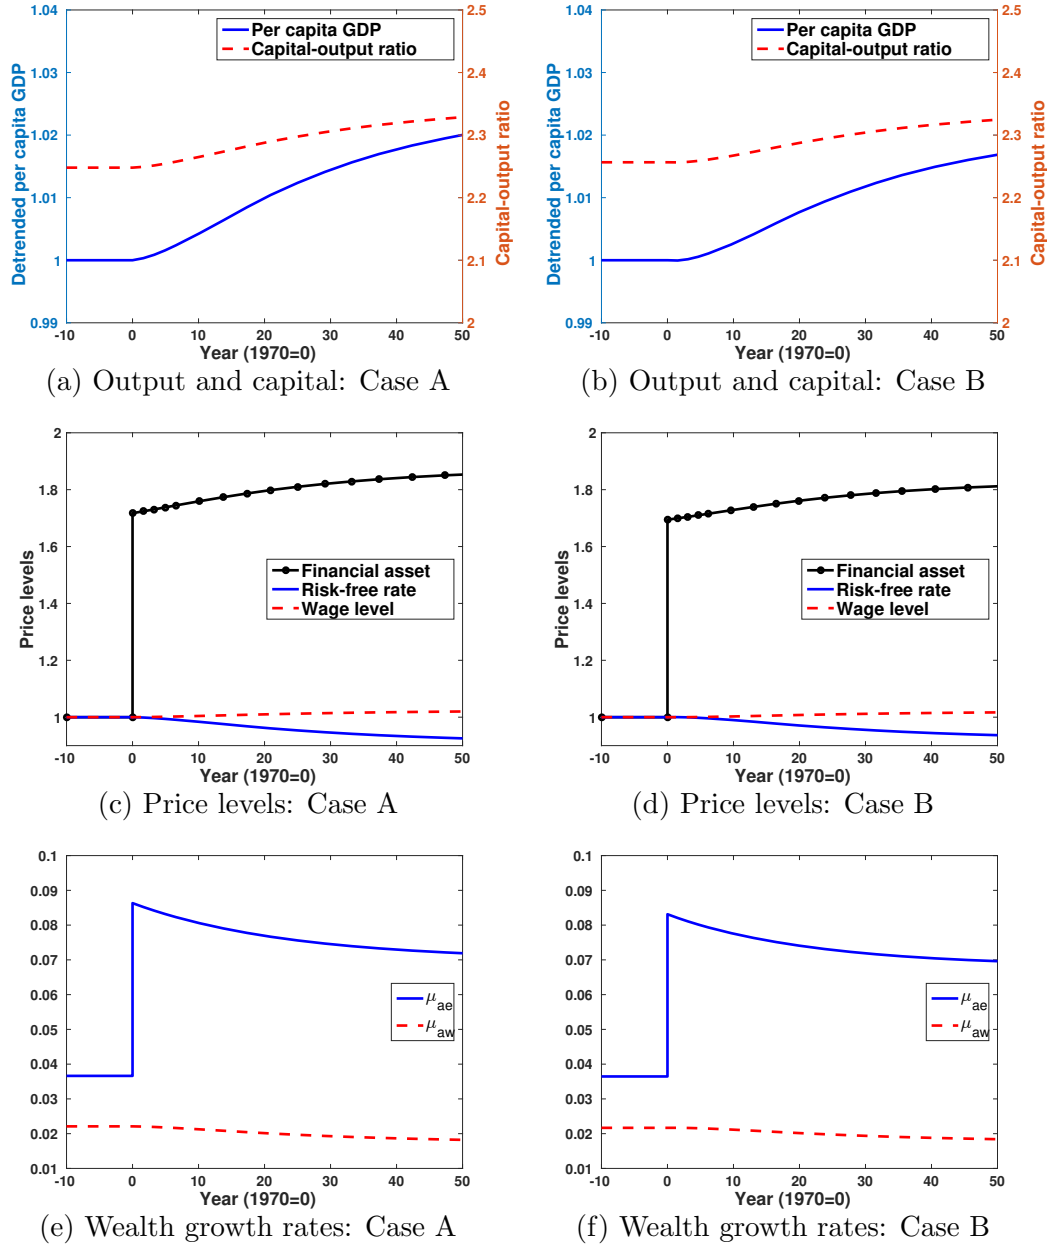 1.04
1.03
1.02
1.01
1
0.99
Detrended per capita GDP
2.5
2.4
2.3
2.2
2.1
2
Capital-output ratio
Per capita GDP
Capital-output ratio
-10 0 10 20 30 40 50
Year (1970=0)
(a) Output and capital: Case A
1.04
1.03
1.02
1.01
1
0.99
Detrended per capita GDP
2.5
2.4
2.3
2.2
2.1
2
Capital-output ratio
Per capita GDP
Capital-output ratio
-10 0 10 20 30 40 50
Year (1970=0)
(b) Output and capital: Case B
2
1.8
1.6
1.4
1.2
1
Price levels
Financial asset
Risk-free rate
Wage level
-10 0 10 20 30 40 50
Year (1970=0)
(c) Price levels: Case A
2
1.8
1.6
1.4
1.2
1
Price levels
Financial asset
Risk-free rate
Wage level
-10 0 10 20 30 40 50
Year (1970=0)
(d) Price levels: Case B
0.1
0.09
0.08
0.07
0.06
0.05
0.04
0.03
0.02
0.01
μ_ae
μ_aw
-10 0 10 20 30 40 50
Year (1970=0)
(e) Wealth growth rates: Case A
0.1
0.09
0.08
0.07
0.06
0.05
0.04
0.03
0.02
0.01
μ_ae
μ_aw
-10 0 10 20 30 40 50
Year (1970=0)
(f) Wealth growth rates: Case B